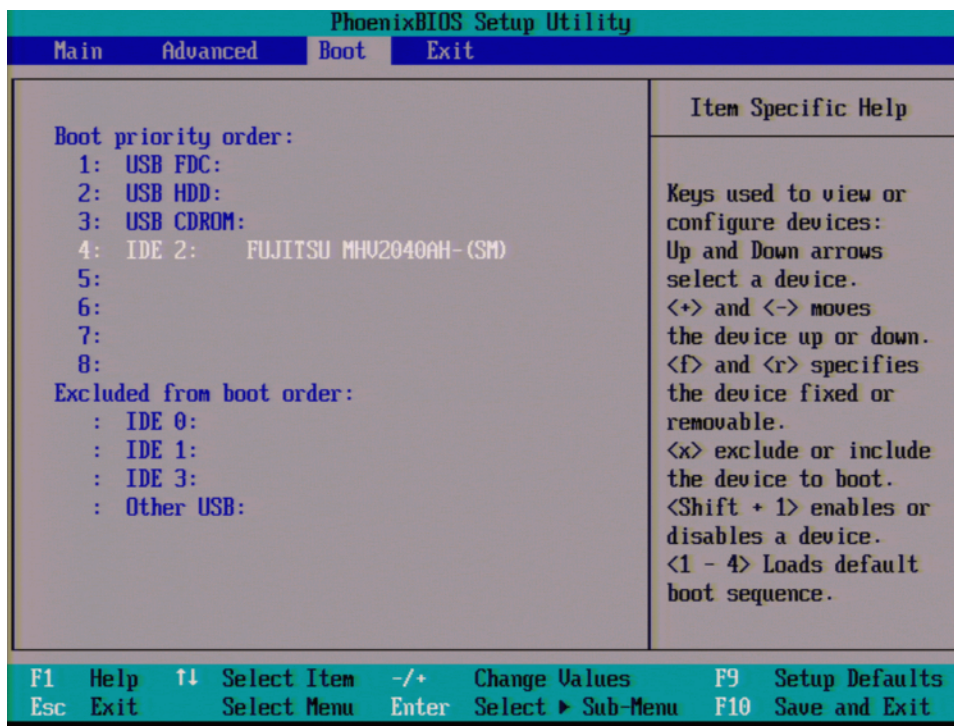 PhoenixBIOS Setup Utility
Main Advanced Boot Exit
Boot priority order:
1: USB FDC:
2: USB HDD:
3: USB CDROM:
4: IDE 2: FUJITSU MHV2040AH-(SM)
5:
6:
7:
8:
Excluded from boot order:
: IDE 0:
: IDE 1:
: IDE 3:
: Other USB:
Item Specific Help
Keys used to view or
configure devices:
Up and Down arrows
select a device.
<+> and <-> moves
the device up or down.
<f> and <r> specifies
the device fixed or
removable.
<x> exclude or include
the device to boot.
<Shift + 1> enables or
disables a device.
<1 - 4> Loads default
boot sequence.
F1 Help ↑↓ Select Item -/+ Change Values F9 Setup Defaults
Esc Exit Select Menu Enter Select ▶ Sub-Menu F10 Save and Exit